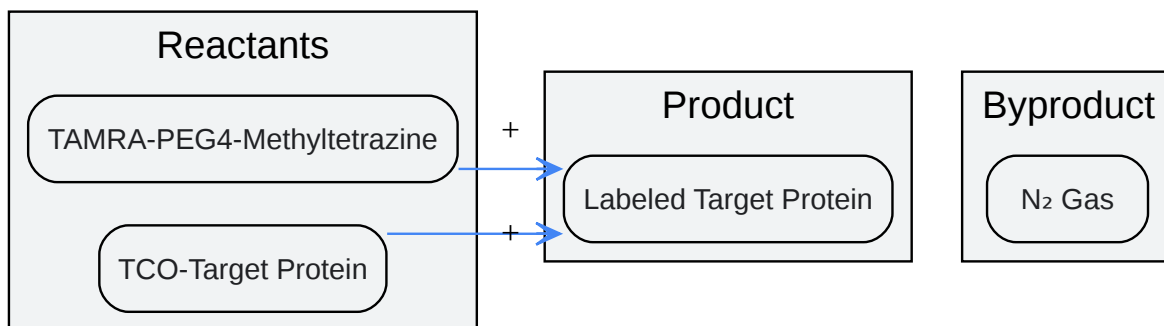 Reactants
TAMRA-PEG4-Methyltetrazine
TCO-Target Protein
+
+
Product
Labeled Target Protein
Byproduct
N₂ Gas